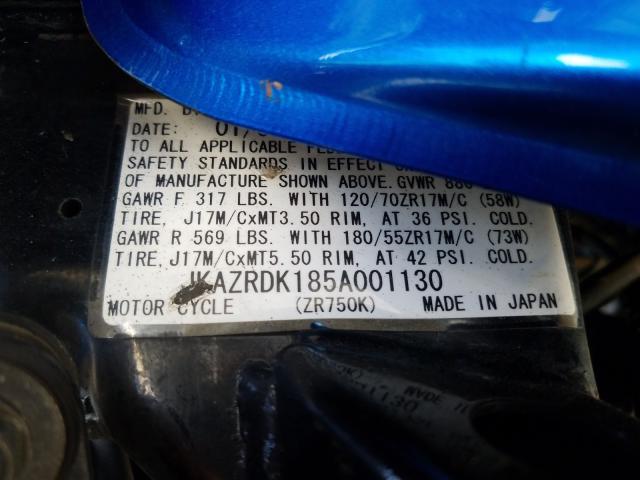 MFD. B
DATE: 01/
TO ALL APPLICABLE FE
SAFETY STANDARDS IN EFFECT
OF MANUFACTURE SHOWN ABOVE. GVWR 886
GAWR F 317 LBS. WITH 120/70ZR17M/C (58W)
TIRE, J17M/CxMT3.50 RIM, AT 36 PSI. COLD.
GAWR R 569 LBS. WITH 180/55ZR17M/C (73W)
TIRE, J17M/CxMT5.50 RIM, AT 42 PSI. COLD.
JKAZRDK185A001130
MOTOR CYCLE (ZR750K) MADE IN JAPAN